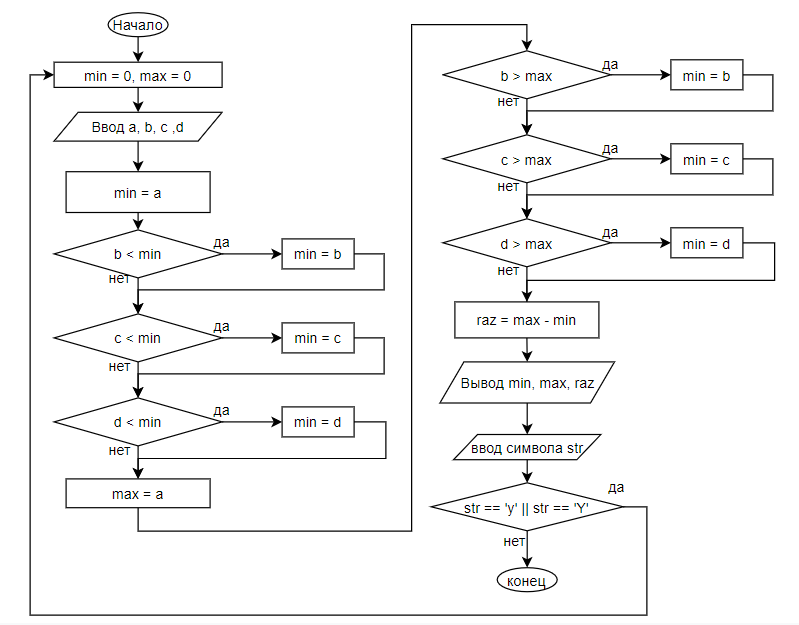 Начало
min = 0, max = 0
Ввод a, b, c ,d
min = a
b < min
да
min = b
нет
c < min
да
min = c
нет
d < min
да
min = d
нет
max = a
b > max
да
min = b
нет
c > max
да
min = c
нет
d > max
да
min = d
нет
raz = max - min
Вывод min, max, raz
ввод символа str
str == 'y' || str == 'Y'
да
нет
конец